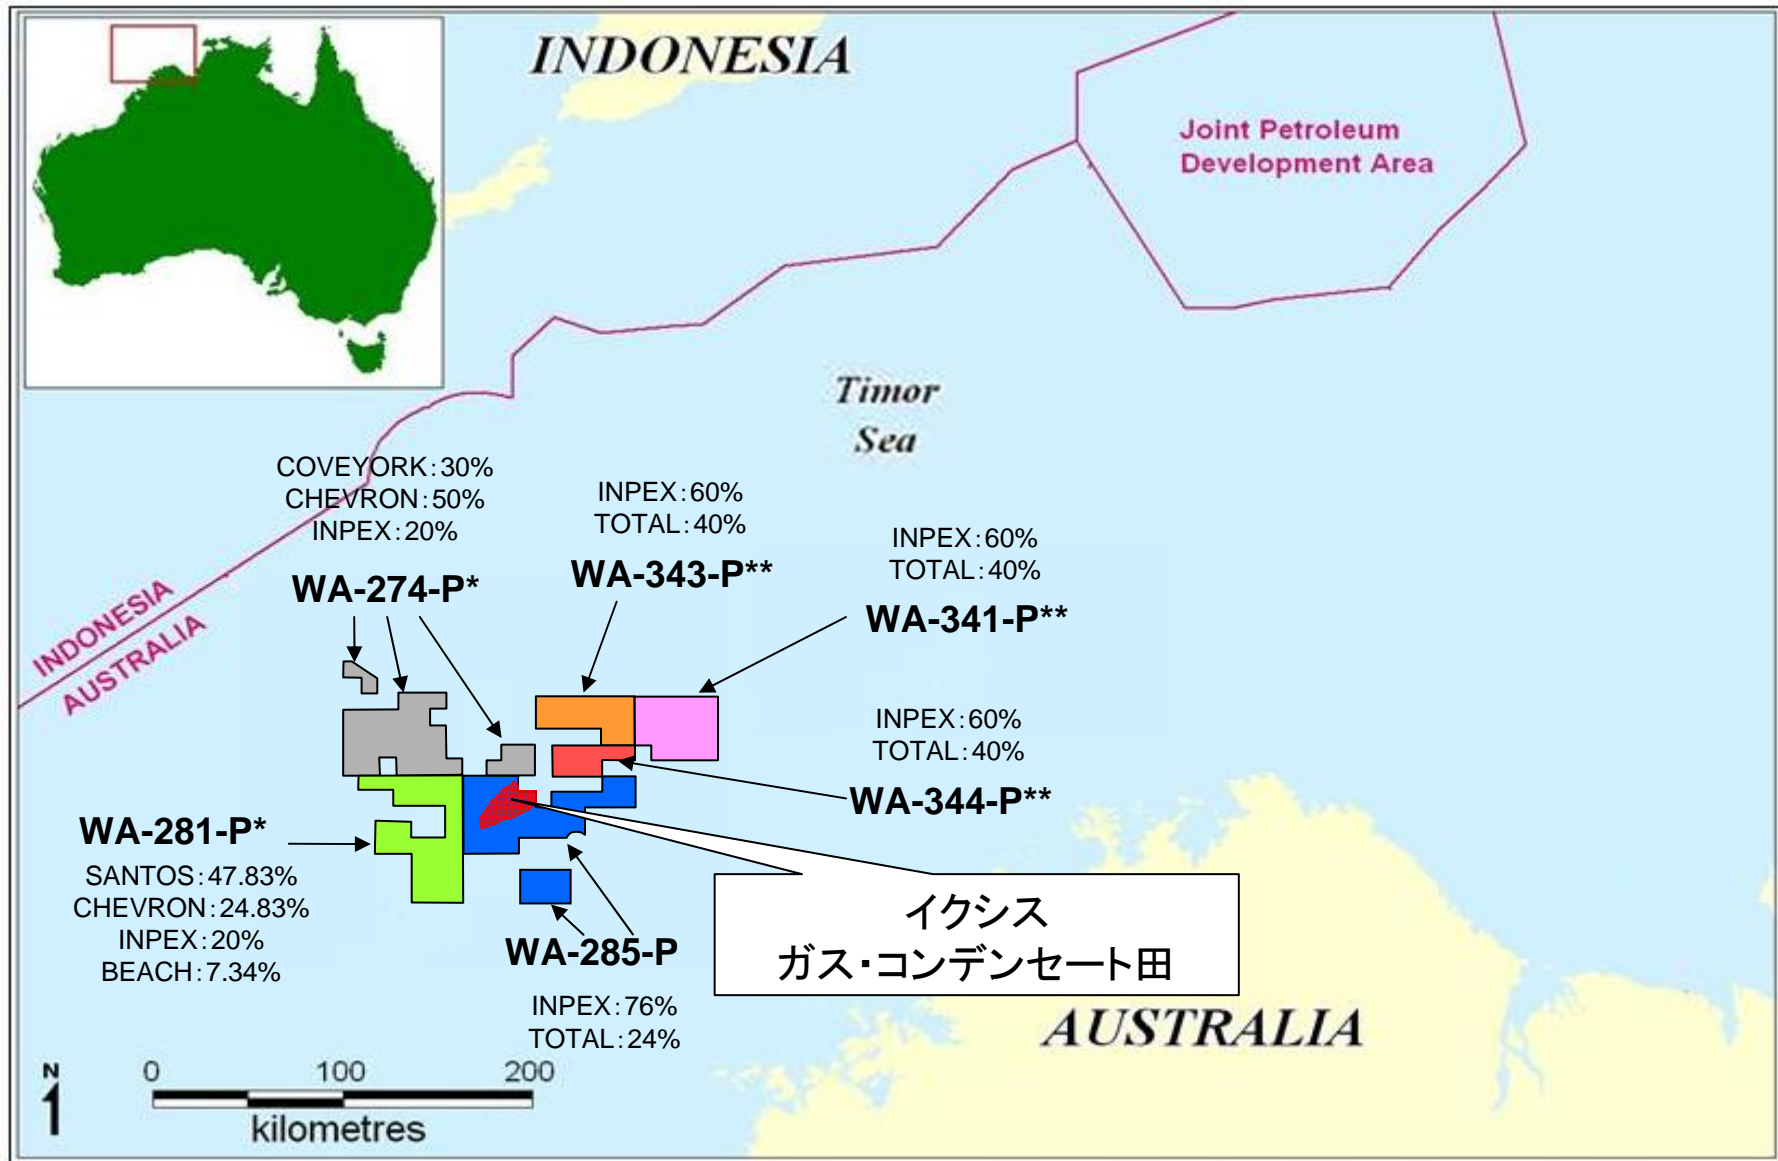 INDONESIA
Joint Petroleum
Development Area
Timor
Sea
COVEYORK:30%
CHEVRON:50%
INPEX:20%
WA-274-P*
INPEX:60%
TOTAL:40%
WA-343-P**
INPEX:60%
TOTAL:40%
WA-341-P**
INDONESIA
AUSTRALIA
INPEX:60%
TOTAL:40%
WA-344-P**
WA-281-P*
SANTOS:47.83%
CHEVRON:24.83%
INPEX:20%
BEACH:7.34%
WA-285-P
INPEX:76%
TOTAL:24%
イクシス
ガス・コンデンセート田
AUSTRALIA
N
0 100 200
kilometres